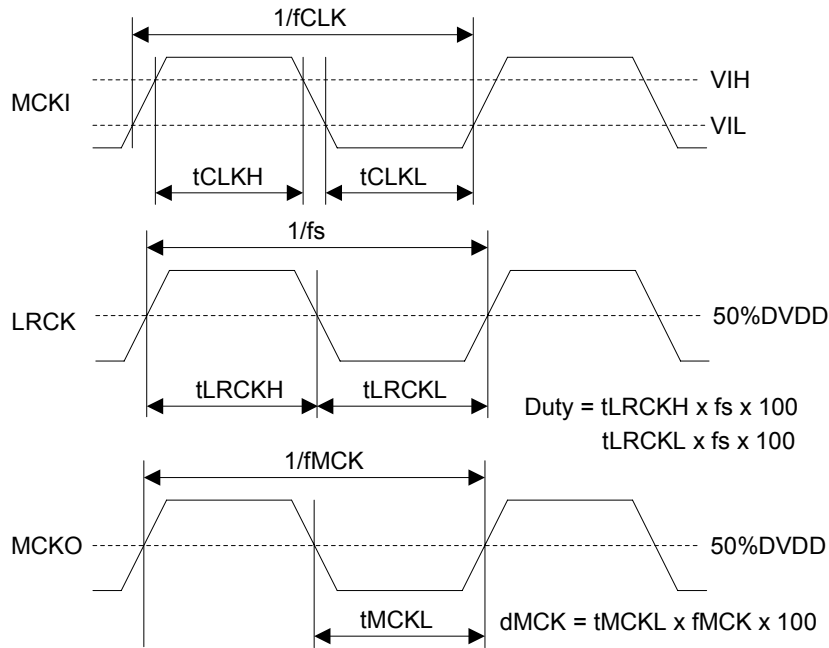 1/fCLK
MCKI
VIH
VIL
tCLKH
tCLKL
1/fs
LRCK
50%DVDD
tLRCKH
tLRCKL
Duty = tLRCKH x fs x 100
tLRCKL x fs x 100
1/fMCK
MCKO
50%DVDD
tMCKL
dMCK = tMCKL x fMCK x 100